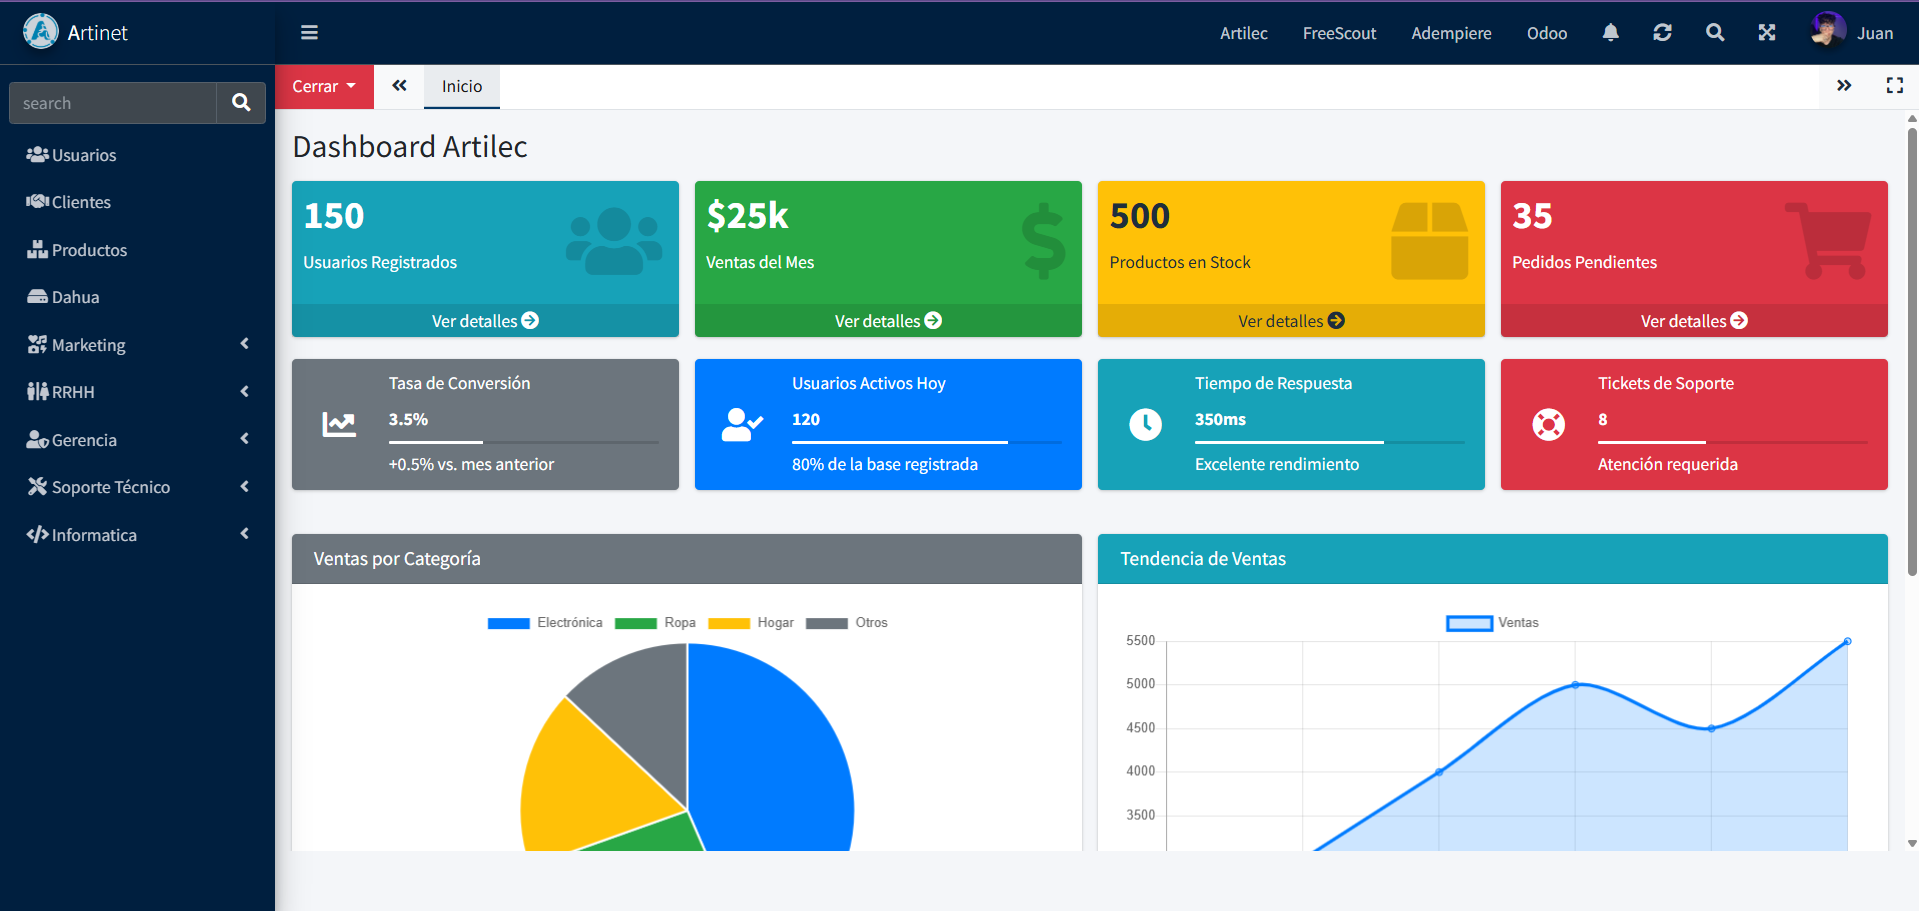 Artinet
Artilec FreeScout Adempiere Odoo Juan
search
Usuarios
Clientes
Productos
Dahua
Marketing
RRHH
Gerencia
Soporte Técnico
Informatica
Cerrar Inicio
Dashboard Artilec
150
Usuarios Registrados
Ver detalles
$25k
Ventas del Mes
Ver detalles
500
Productos en Stock
Ver detalles
35
Pedidos Pendientes
Ver detalles
Tasa de Conversión
3.5%
+0.5% vs. mes anterior
Usuarios Activos Hoy
120
80% de la base registrada
Tiempo de Respuesta
350ms
Excelente rendimiento
Tickets de Soporte
8
Atención requerida
Ventas por Categoría
Electrónica Ropa Hogar Otros
Tendencia de Ventas
Ventas
5500
5000
4500
4000
3500